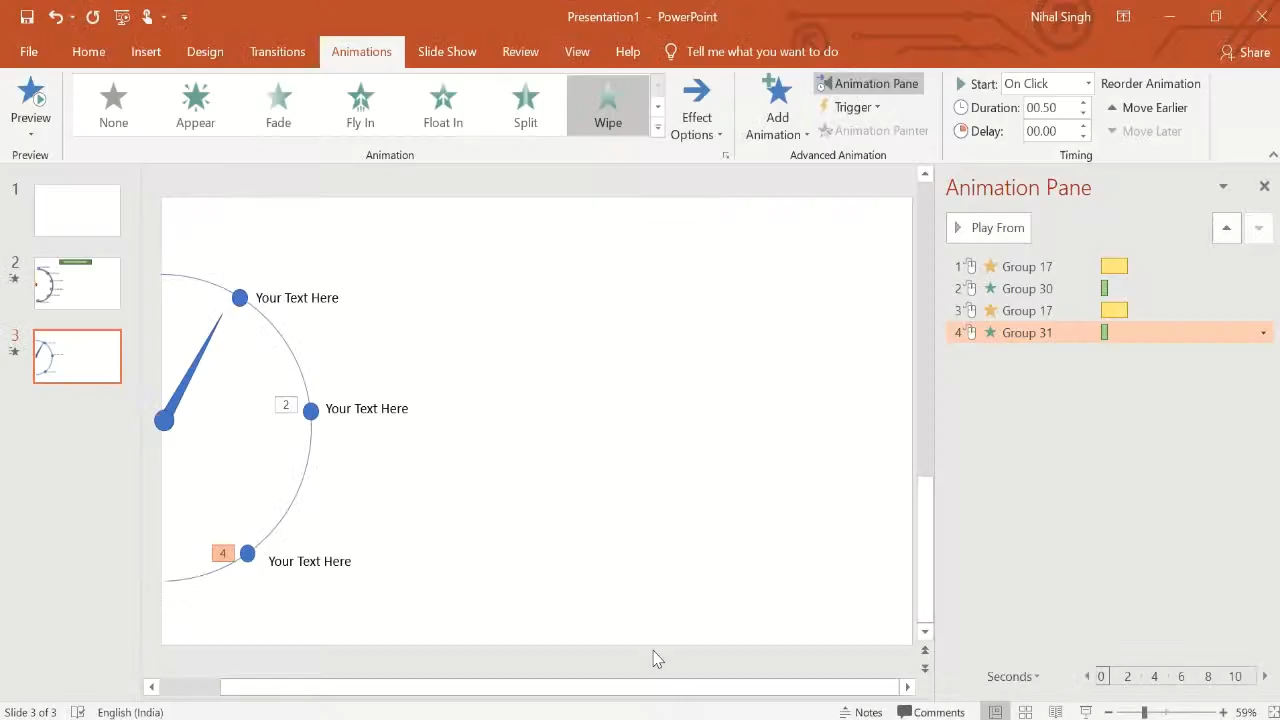 Presentation1 - PowerPoint
Nihal Singh
File Home Insert Design Transitions Animations Slide Show Review View Help Tell me what you want to do Share
Preview
Preview
None Appear Fade Fly In Float In Split Wipe
Animation
Effect
Options
Add
Animation
Animation Pane
Trigger
Animation Painter
Advanced Animation
Start: On Click
Duration: 00.50
Delay: 00.00
Reorder Animation
Move Earlier
Move Later
Timing
1
2
3
Your Text Here
2 Your Text Here
4 Your Text Here
Animation Pane
Play From
1 Group 17
2 Group 30
3 Group 17
4 Group 31
Seconds 0 2 4 6 8 10
Slide 3 of 3 English (India) Notes Comments 59%